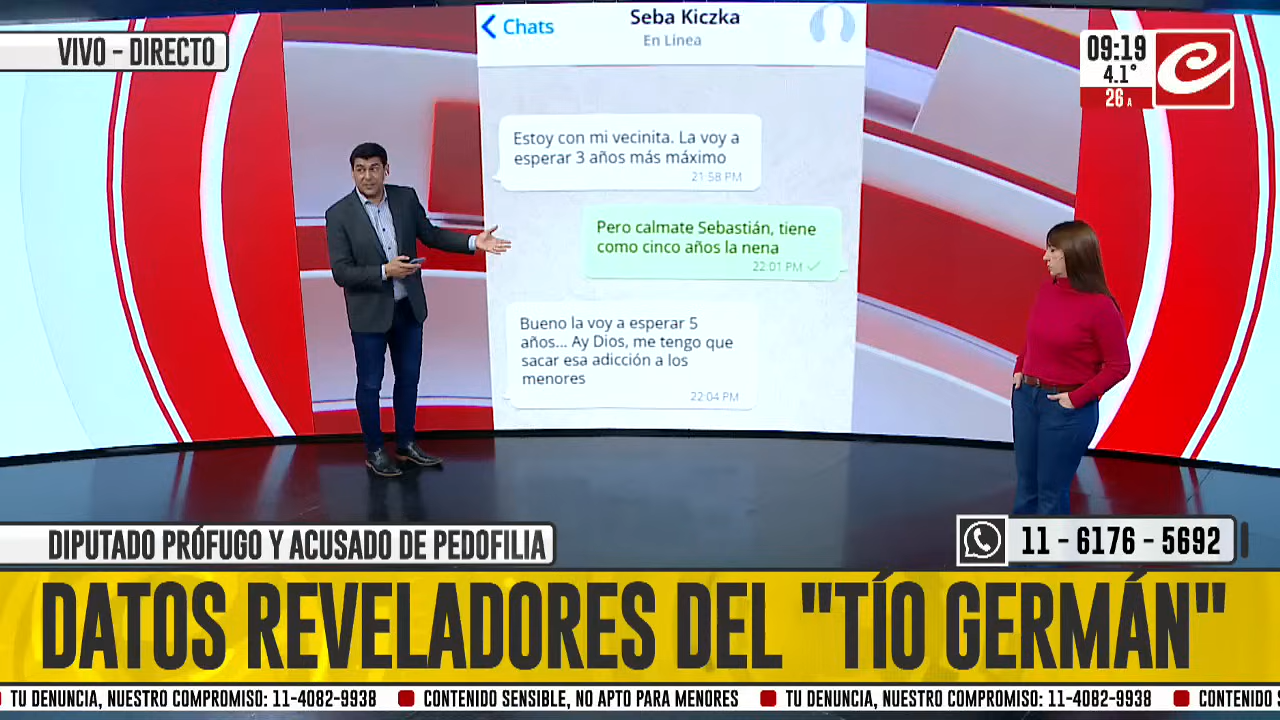 VIVO - DIRECTO
Chats
Seba Kiczka
En Línea
09:19
4.1°
26 A
Estoy con mi vecinita. La voy a
esperar 3 años más máximo
21:58 PM
Pero calmate Sebastián, tiene
como cinco años la nena
22:01 PM
Bueno la voy a esperar 5
años... Ay Dios, me tengo que
sacar esa adicción a los
menores
22:04 PM
DIPUTADO PRÓFUGO Y ACUSADO DE PEDOFILIA
11 - 6176 - 5692
DATOS REVELADORES DEL "TÍO GERMÁN"
TU DENUNCIA, NUESTRO COMPROMISO: 11-4082-9938 CONTENIDO SENSIBLE, NO APTO PARA MENORES TU DENUNCIA, NUESTRO COMPROMISO: 11-4082-9938 CONTENIDO S